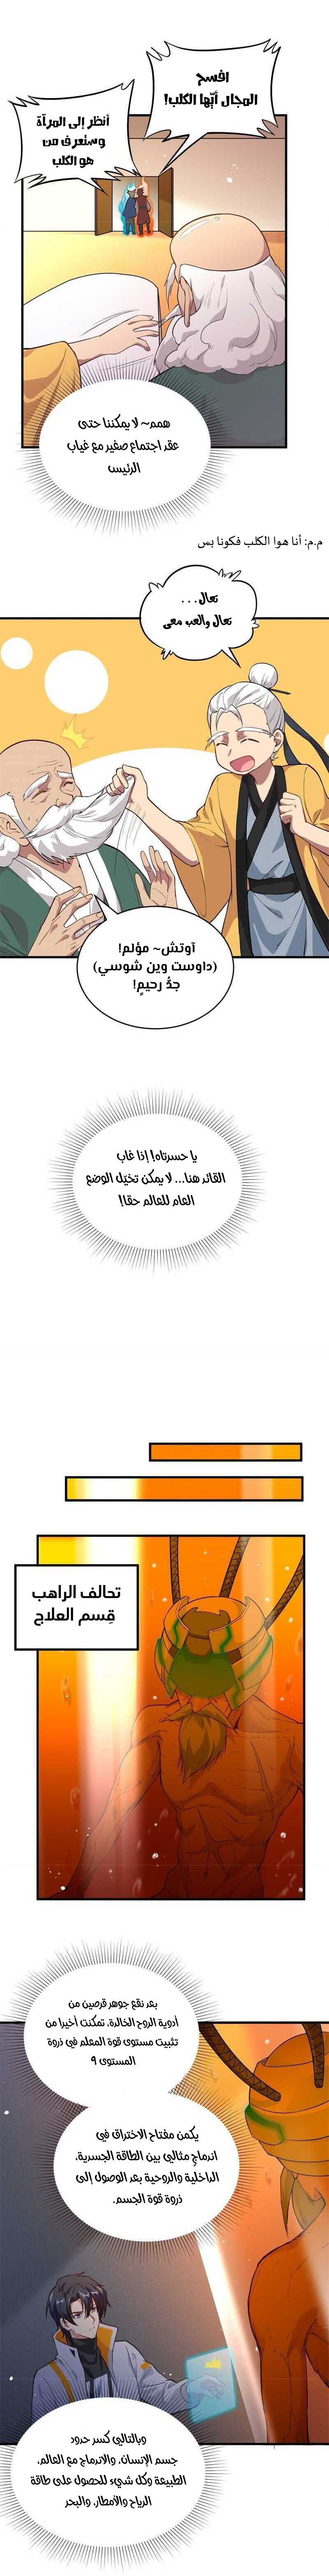 افسح
المجال أيّها الكلب!
أنظر إلى المرآة
وستعرف من
هو الكلب
همم~ لا يمكننا حتى
عقد اجتماع صغير مع غياب
الرئيس
م.م: أنا هوا الكلب فكونا بس
تعال...
تعال والعب معي
آوتش~ مؤلم!
(داوست وين شوسي)
جدُّ رحيمٍ!
يا حسرتاه! إذا غاب
القائد هنا... لا يمكن تخيّل الوضع
العام للعالم حقا!
تحالف الراهب
قِسم العلاج
بعد نقع جوهر قرصين من
أدوية الروح الخالدة، تمكنت أخيرا من
تثبيت مستوى قوة المعلم في ذروة
المستوى 9
يكمن مفتاح الاختراق في
اندماجٍ مثالي بين الطاقة الجسدية،
الداخلية والروحية بعد الوصول إلى
ذروة قوة الجسم.
وبالتالي كسر حدود
جسم الإنسان، والاندماج مع العالم،
الطبيعة وكل شيء للحصول على طاقة
الرياح والأمطار، والبحر